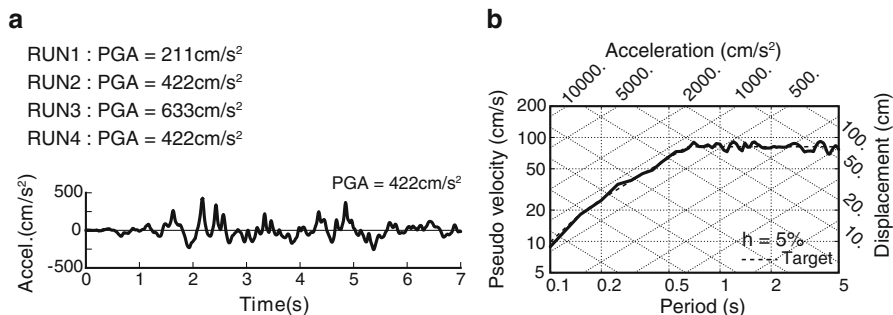 a
RUN1 : PGA = 211cm/s²
RUN2 : PGA = 422cm/s²
RUN3 : PGA = 633cm/s²
RUN4 : PGA = 422cm/s²
PGA = 422cm/s²
Accel.(cm/s²)
500
0
-500
0 1 2 3 4 5 6 7
Time(s)
b
Acceleration (cm/s²)
10000. 5000. 2000. 1000. 500.
Pseudo velocity (cm/s)
200
100
50
20
10
5
100.
50.
20.
10.
Displacement (cm)
h = 5%
Target
0.1 0.2 0.5 1 2 5
Period (s)